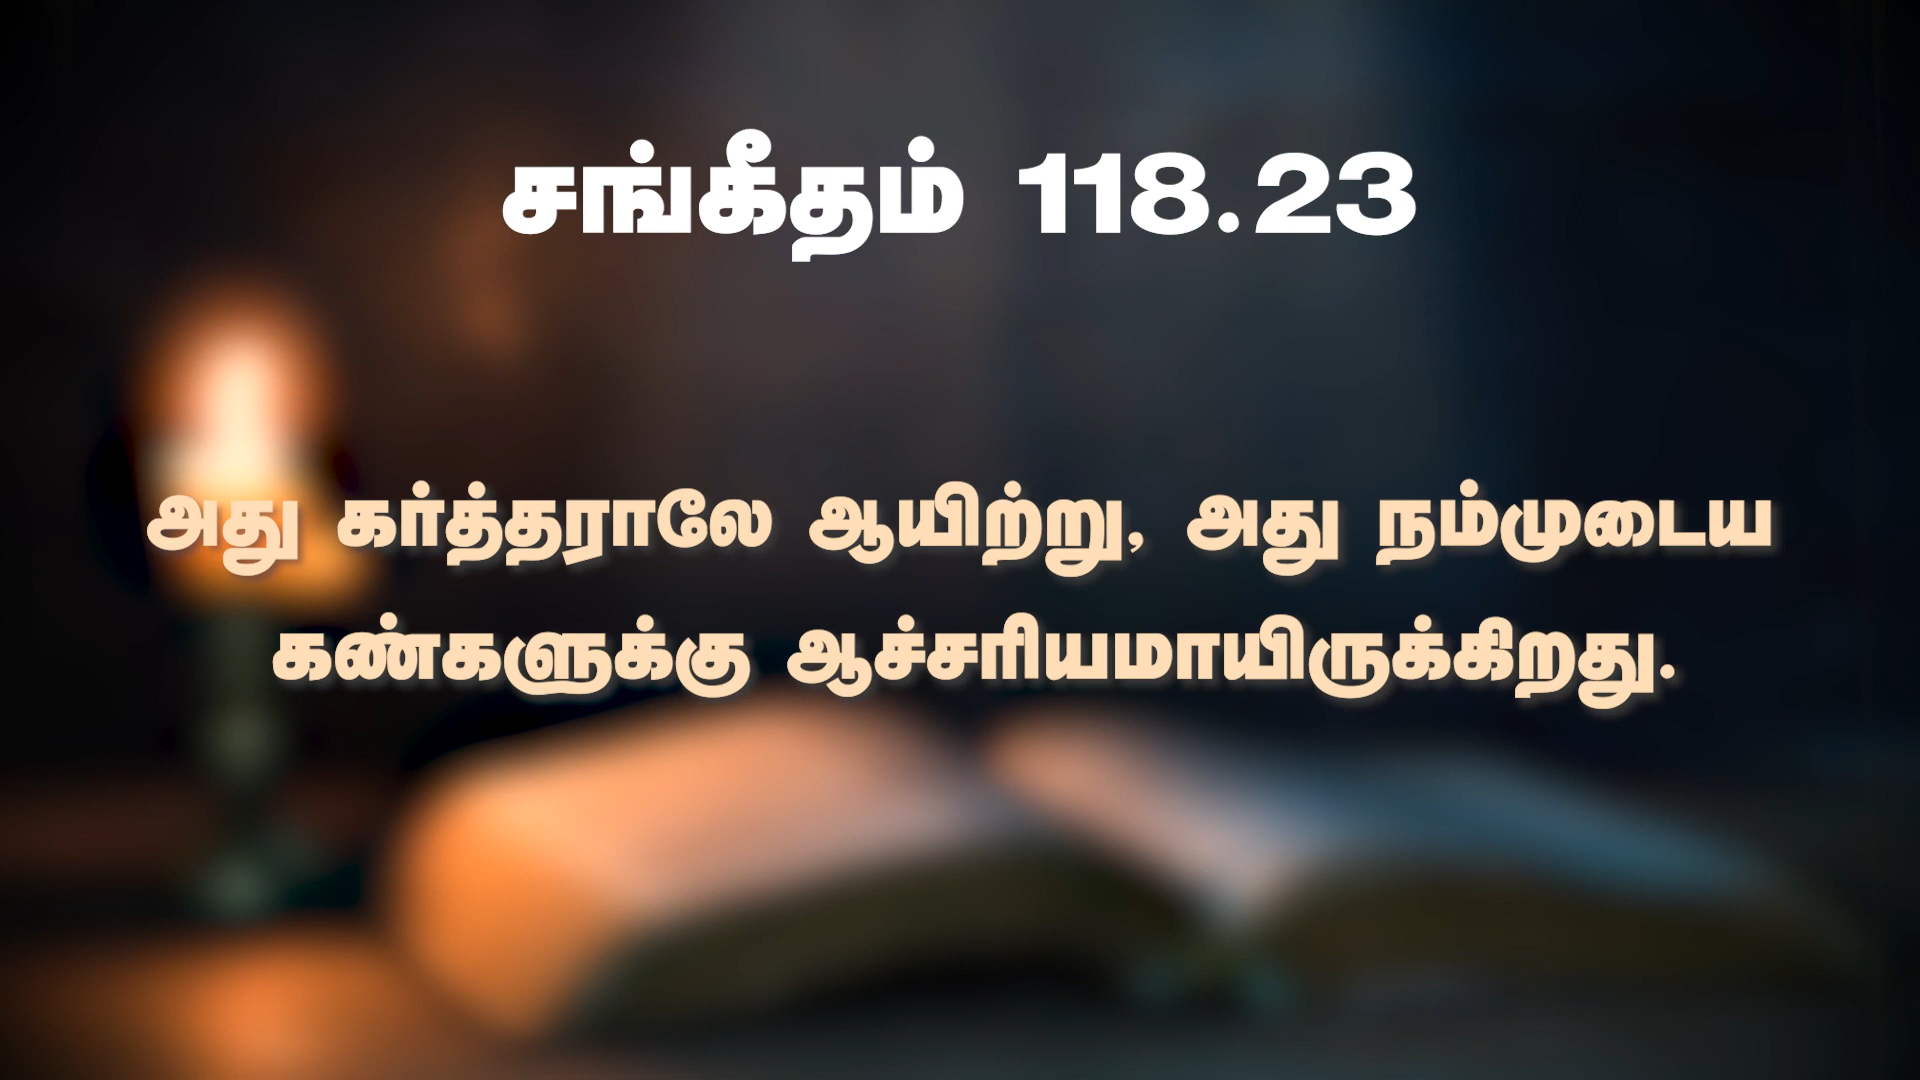 சங்கீதம் 118.23
அது கர்த்தராலே ஆயிற்று, அது நம்முடைய
கண்களுக்கு ஆச்சரியமாயிருக்கிறது.